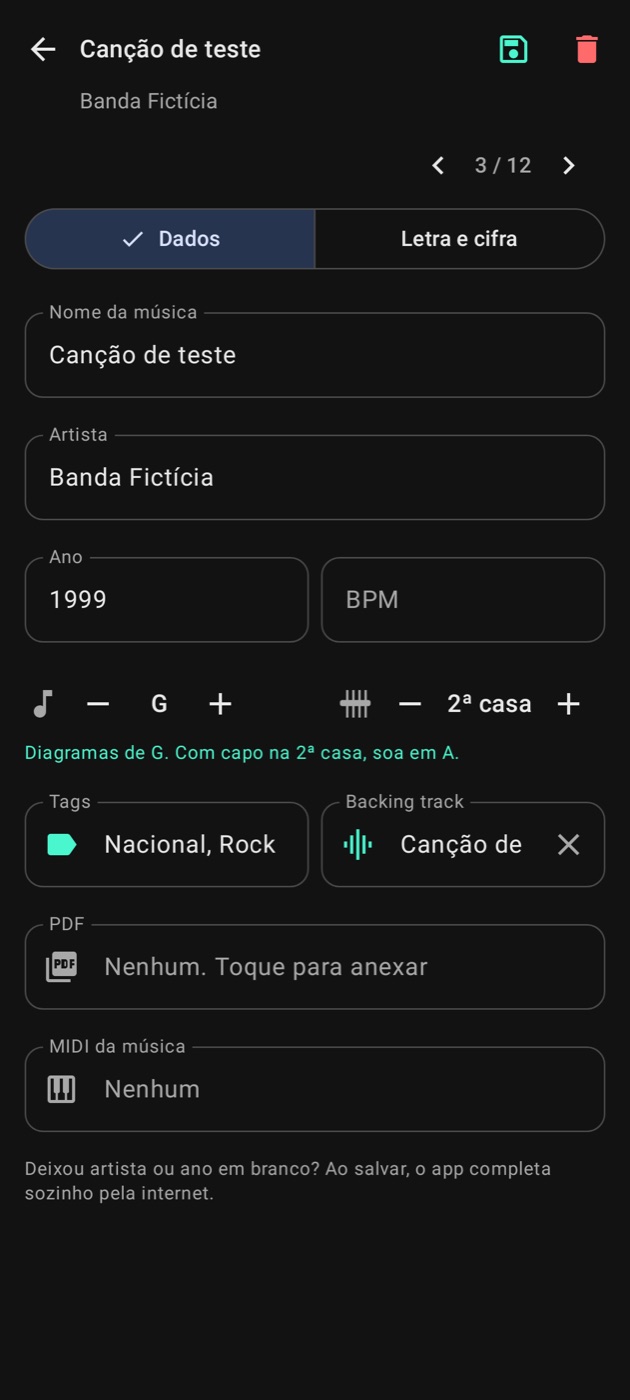 Canção de teste
Banda Fictícia
3 / 12
Dados
Letra e cifra
Nome da música
Canção de teste
Artista
Banda Fictícia
Ano
1999
BPM
G
2ª casa
Diagramas de G. Com capo na 2ª casa, soa em A.
Tags
Nacional, Rock
Backing track
Canção de
PDF
PDF
Nenhum. Toque para anexar
MIDI da música
Nenhum
Deixou artista ou ano em branco? Ao salvar, o app completa
sozinho pela internet.